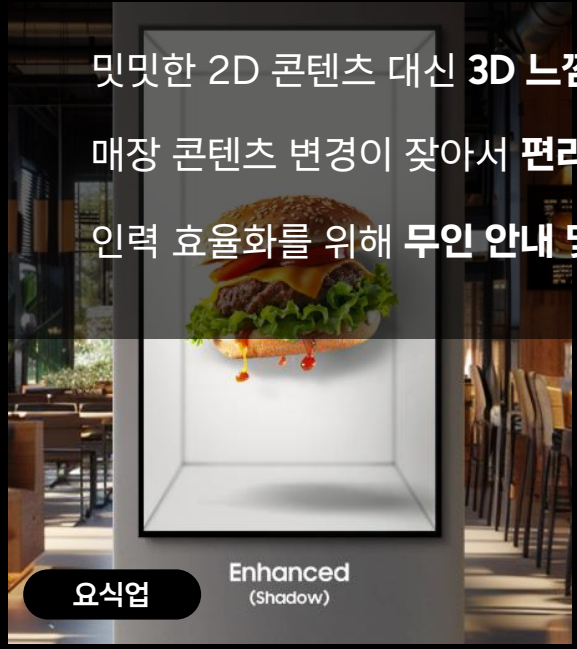 밋밋한 2D 콘텐츠 대신 3D
매장 콘텐츠 변경이 잦아서
인력 효율화를 위해 무인 안내
Enhanced
(Shadow)
요식업